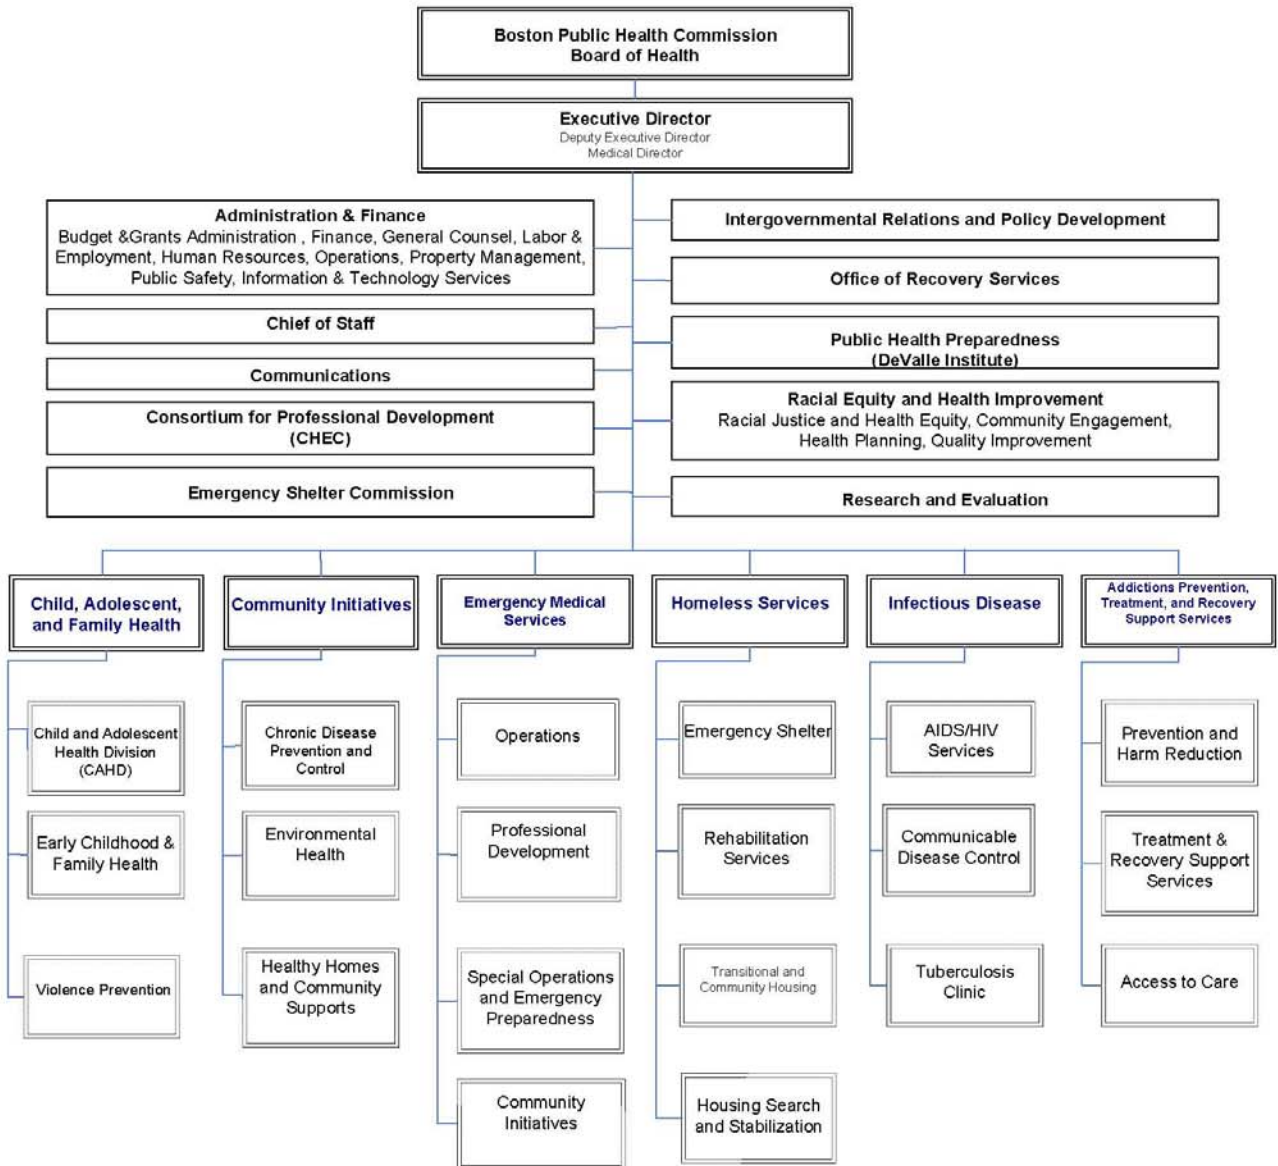 Boston Public Health Commission
Board of Health
Executive Director
Deputy Executive Director
Medical Director
Administration & Finance
Budget &Grants Administration , Finance, General Counsel, Labor &
Employment, Human Resources, Operations, Property Management,
Public Safety, Information & Technology Services
Chief of Staff
Communications
Consortium for Professional Development
(CHEC)
Emergency Shelter Commission
Intergovernmental Relations and Policy Development
Office of Recovery Services
Public Health Preparedness
(DeValle Institute)
Racial Equity and Health Improvement
Racial Justice and Health Equity, Community Engagement,
Health Planning, Quality Improvement
Research and Evaluation
Child, Adolescent,
and Family Health
Child and Adolescent
Health Division
(CAHD)
Early Childhood &
Family Health
Violence Prevention
Community Initiatives
Chronic Disease
Prevention and
Control
Environmental
Health
Healthy Homes
and Community
Supports
Emergency Medical
Services
Operations
Professional
Development
Special Operations
and Emergency
Preparedness
Community
Initiatives
Homeless Services
Emergency Shelter
Rehabilitation
Services
Transitional and
Community Housing
Housing Search
and Stabilization
Infectious Disease
AIDS/HIV
Services
Communicable
Disease Control
Tuberculosis
Clinic
Addictions Prevention,
Treatment, and Recovery
Support Services
Prevention and
Harm Reduction
Treatment &
Recovery Support
Services
Access to Care